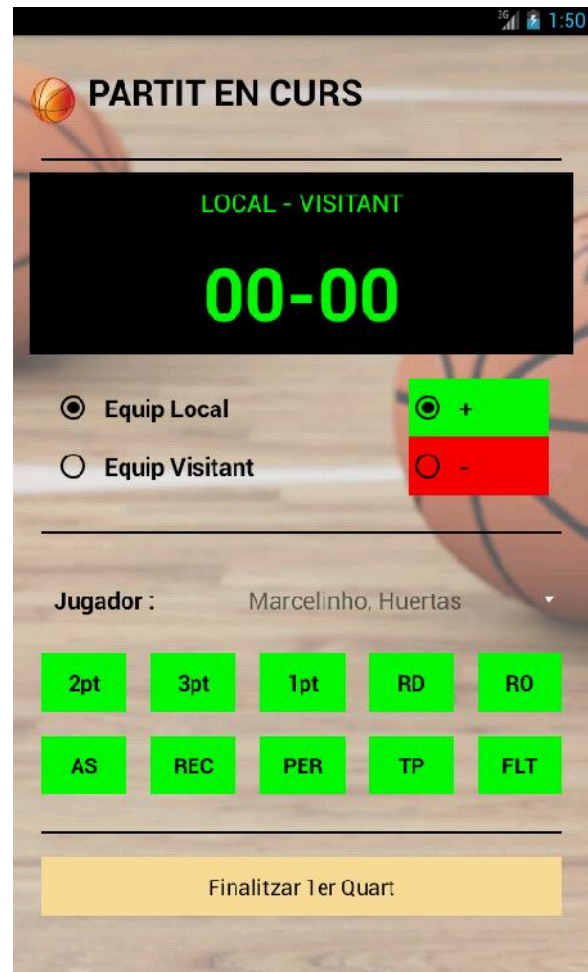 3G 1:50
PARTIT EN CURS
LOCAL - VISITANT
00-00
Equip Local +
Equip Visitant -
Jugador : Marcelinho, Huertas
2pt 3pt 1pt RD RO
AS REC PER TP FLT
Finalitzar 1er Quart